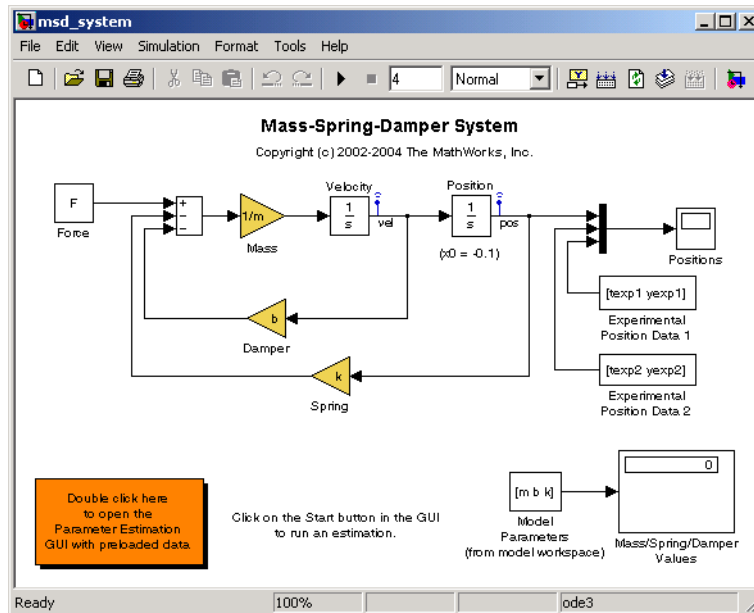 msd_system
File Edit View Simulation Format Tools Help
4 Normal
Mass-Spring-Damper System
Copyright (c) 2002-2004 The MathWorks, Inc.
Velocity Position
F
+
−
−
1/m
1
s
vel
1
s
pos
Force
Mass
(x0 = -0.1)
Positions
[texp1 yexp1]
b
Experimental
Position Data 1
Damper
[texp2 yexp2]
k
Spring
Experimental
Position Data 2
0
Double click here
to open the
Parameter Estimation
GUI with preloaded data
Click on the Start button in the GUI
to run an estimation.
[m b k]
Model
Parameters
(from model workspace)
Mass/Spring/Damper
Values
Ready 100% ode3